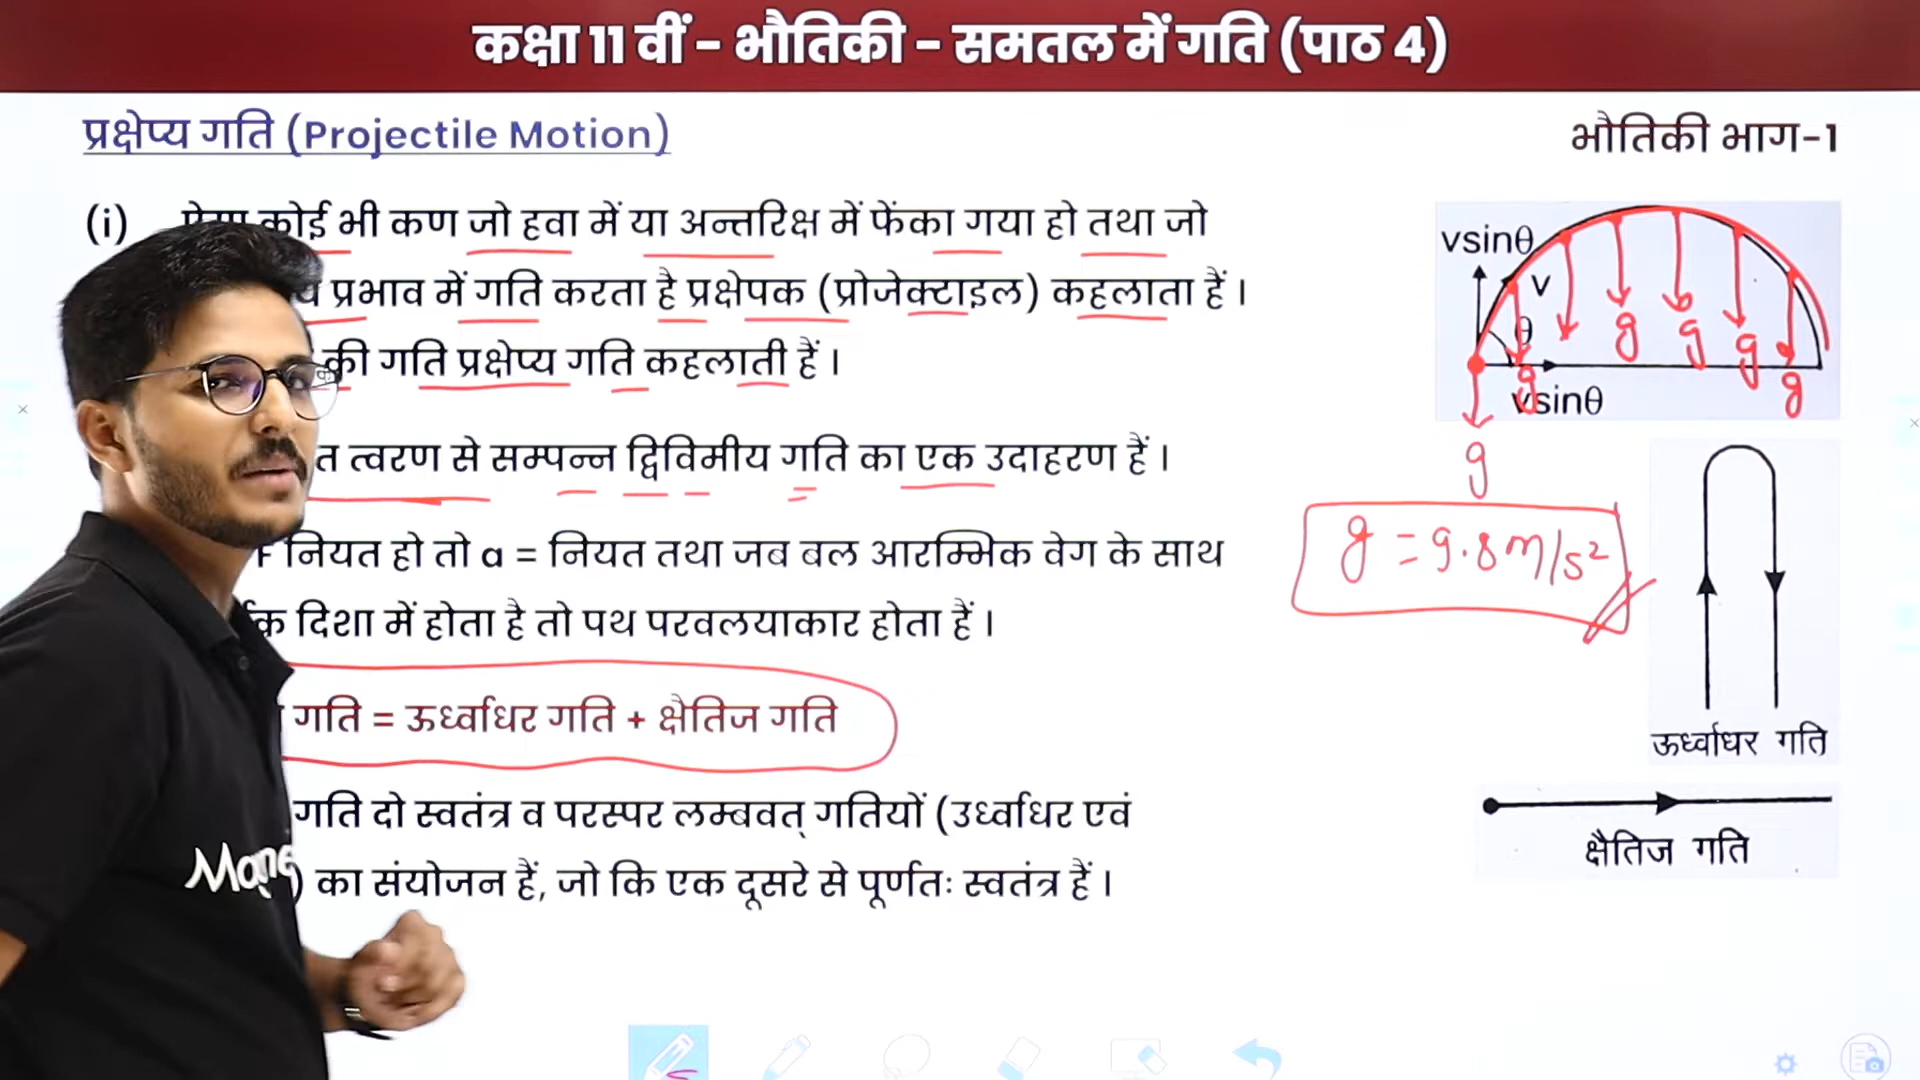 कक्षा 11 वीं - भौतिकी - समतल में गति (पाठ 4)
प्रक्षेप्य गति (Projectile Motion)
भौतिकी भाग-1
(i) कोई भी कण जो हवा में या अन्तरिक्ष में फेंका गया हो तथा जो
प्रभाव में गति करता है प्रक्षेपक (प्रोजेक्टाइल) कहलाता हैं ।
की गति प्रक्षेप्य गति कहलाती हैं ।
त्वरण से सम्पन्न द्विविमीय गति का एक उदाहरण हैं ।
F नियत हो तो a = नियत तथा जब बल आरम्भिक वेग के साथ
दिशा में होता है तो पथ परवलयाकार होता हैं ।
गति = ऊर्ध्वाधर गति + क्षैतिज गति
गति दो स्वतंत्र व परस्पर लम्बवत् गतियों (उर्ध्वाधर एवं
) का संयोजन हैं, जो कि एक दूसरे से पूर्णतः स्वतंत्र हैं ।
vsinθ
v
θ
g g g g g
vsinθ
g
g = 9.8 m/s²
ऊर्ध्वाधर गति
क्षैतिज गति